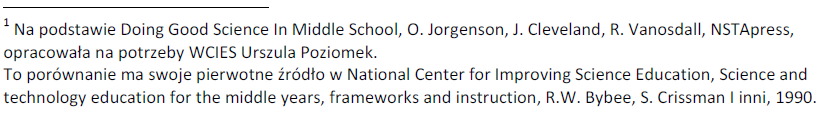 1 Na podstawie Doing Good Science In Middle School, O. Jorgenson, J. Cleveland, R. Vanosdall, NSTApress,
opracowała na potrzeby WCIES Urszula Poziomek.
To porównanie ma swoje pierwotne źródło w National Center for Improving Science Education, Science and
technology education for the middle years, frameworks and instruction, R.W. Bybee, S. Crissman I inni, 1990.